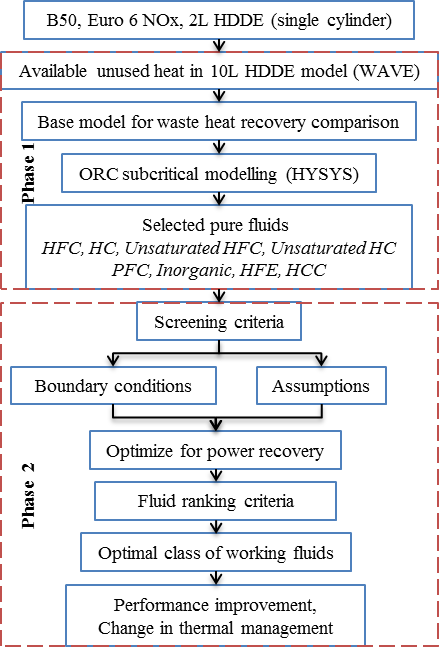 B50, Euro 6 NOx, 2L HDDE (single cylinder)
Available unused heat in 10L HDDE model (WAVE)
Base model for waste heat recovery comparison
Phase 1
ORC subcritical modelling (HYSYS)
Selected pure fluids
HFC, HC, Unsaturated HFC, Unsaturated HC
PFC, Inorganic, HFE, HCC
Screening criteria
Boundary conditions
Assumptions
Optimize for power recovery
Phase 2
Fluid ranking criteria
Optimal class of working fluids
Performance improvement,
Change in thermal management